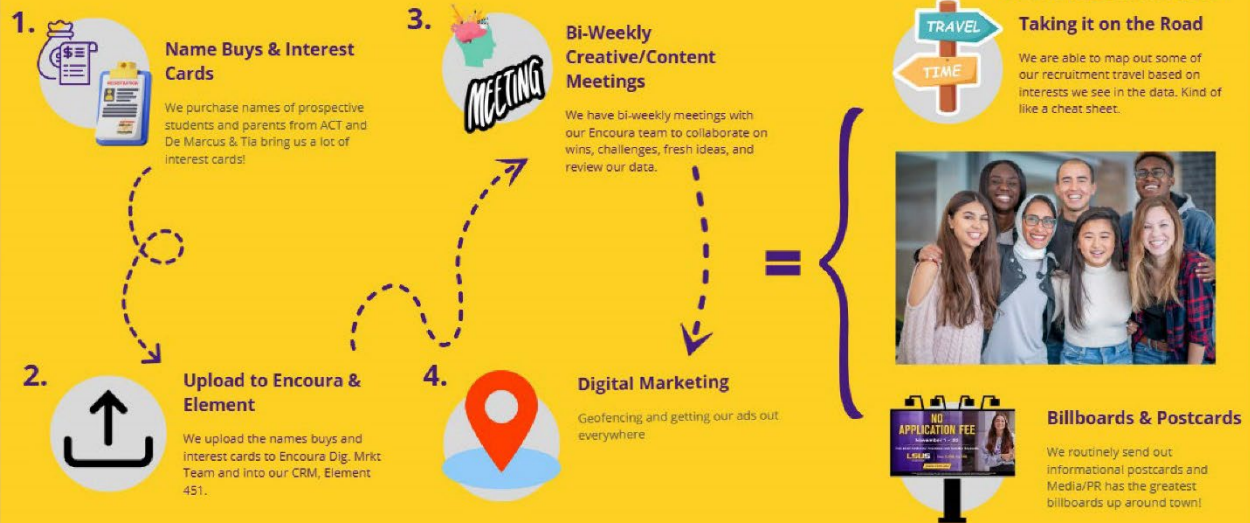 1.
Name Buys & Interest
Cards
We purchase names of prospective
students and parents from ACT and
De Marcus & Tia bring us a lot of
interest cards!
2.
Upload to Encoura &
Element
We upload the names buys and
interest cards to Encoura Dig. Mrkt
Team and into our CRM, Element
451.
3.
MEETING
Bi-Weekly
Creative/Content
Meetings
We have bi-weekly meetings with
our Encoura team to collaborate on
wins, challenges, fresh ideas, and
review our data.
4.
Digital Marketing
Geofencing and getting our ads out
everywhere
=
TRAVEL
TIME
Taking it on the Road
We are able to map out some of
our recruitment travel based on
interests we see in the data. Kind of
like a cheat sheet.
NO
APPLICATION FEE
November 1 - 30
LSUS
Billboards & Postcards
We routinely send out
informational postcards and
Media/PR has the greatest
billboards up around town!